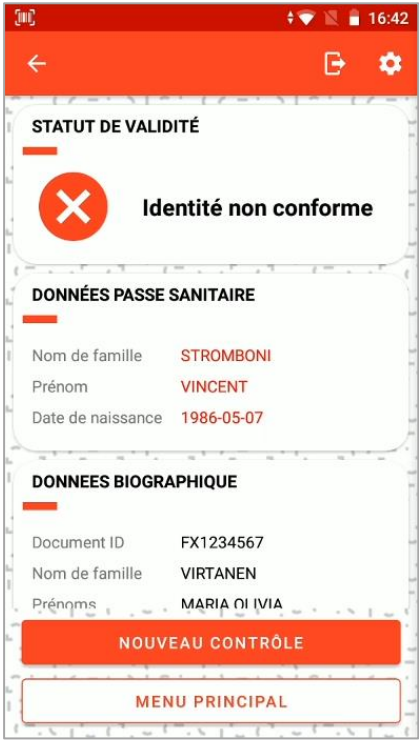 16:42
STATUT DE VALIDITÉ
Identité non conforme
DONNÉES PASSE SANITAIRE
Nom de famille STROMBONI
Prénom VINCENT
Date de naissance 1986-05-07
DONNEES BIOGRAPHIQUE
Document ID FX1234567
Nom de famille VIRTANEN
Prénoms MARIA OLIVIA
NOUVEAU CONTRÔLE
MENU PRINCIPAL